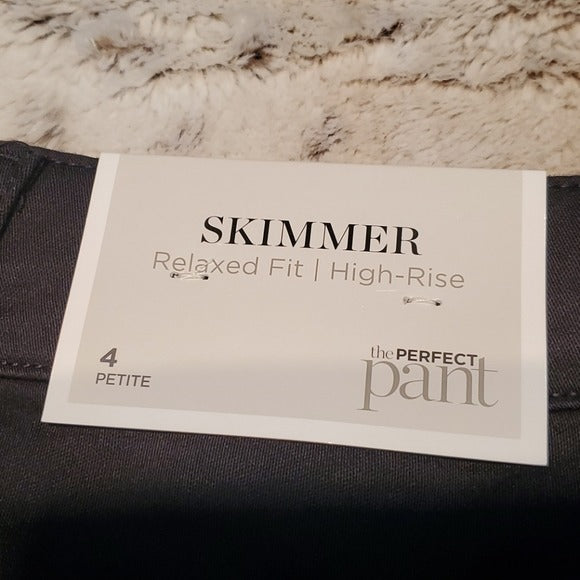 SKIMMER
Relaxed Fit | High-Rise
4
PETITE
the PERFECT
pant